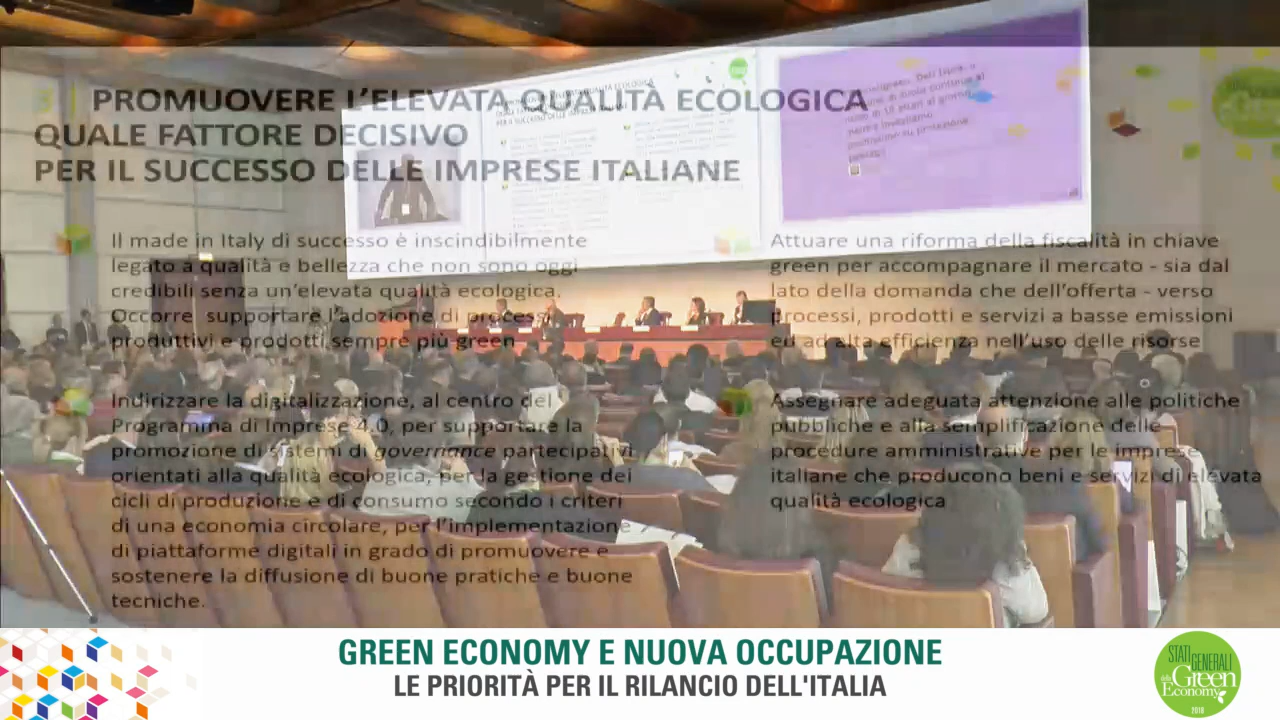 3 | PROMUOVERE L'ELEVATA QUALITÀ ECOLOGICA
QUALE FATTORE DECISIVO
PER IL SUCCESSO DELLE IMPRESE ITALIANE
Il made in Italy di successo è inscindibilmente
legato a qualità e bellezza che non sono oggi
credibili senza un'elevata qualità ecologica.
Occorre supportare l'adozione di processi
produttivi e prodotti sempre più green
Indirizzare la digitalizzazione, al centro del
Programma di Imprese 4.0, per supportare la
promozione di sistemi di governance partecipativi
orientati alla qualità ecologica, per la gestione dei
cicli di produzione e di consumo secondo i criteri
di una economia circolare, per l'implementazione
di piattaforme digitali in grado di promuovere e
sostenere la diffusione di buone pratiche e buone
tecniche.
Attuare una riforma della fiscalità in chiave
green per accompagnare il mercato - sia dal
lato della domanda che dell'offerta - verso
processi, prodotti e servizi a basse emissioni
ed ad alta efficienza nell'uso delle risorse
Assegnare adeguata attenzione alle politiche
pubbliche e alla semplificazione delle
procedure amministrative per le imprese
italiane che producono beni e servizi di elevata
qualità ecologica
GREEN ECONOMY E NUOVA OCCUPAZIONE
LE PRIORITÀ PER IL RILANCIO DELL'ITALIA
STATI GENERALI
della Green
Economy
2018